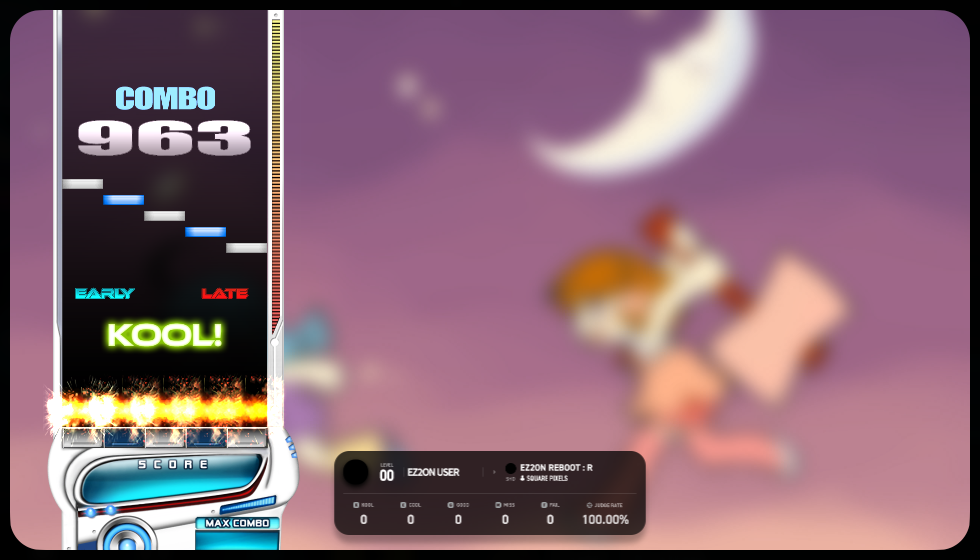 COMBO
963
EARLY LATE
KOOL!
SCORE
MAX COMBO
LEVEL
00 EZ2ON USER
EZ2ON REBOOT : R
SQUARE PIXELS
KOOL COOL GOOD MISS FAIL JUDGE RATE
0 0 0 0 0 100.00%